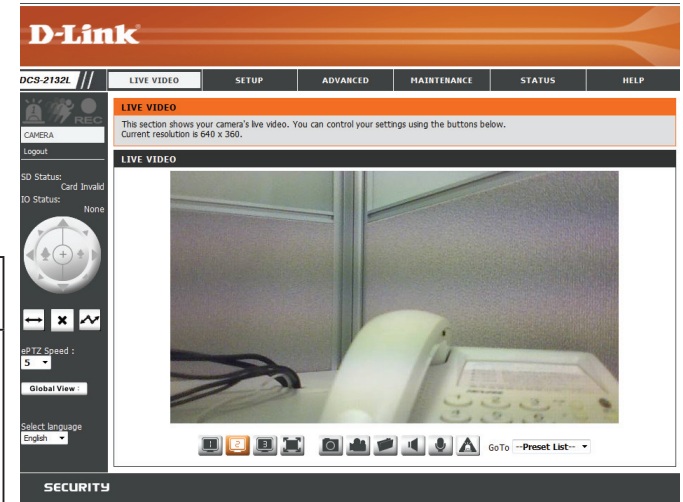 D-Link
DCS-2132L // LIVE VIDEO SETUP ADVANCED MAINTENANCE STATUS HELP
REC
CAMERA
Logout
SD Status:
Card Invalid
IO Status:
None
ePTZ Speed :
5
Global View :
Select language
English
LIVE VIDEO
This section shows your camera's live video. You can control your settings using the buttons below.
Current resolution is 640 x 360.
LIVE VIDEO
1 2 3
GoTo --Preset List--
SECURITY